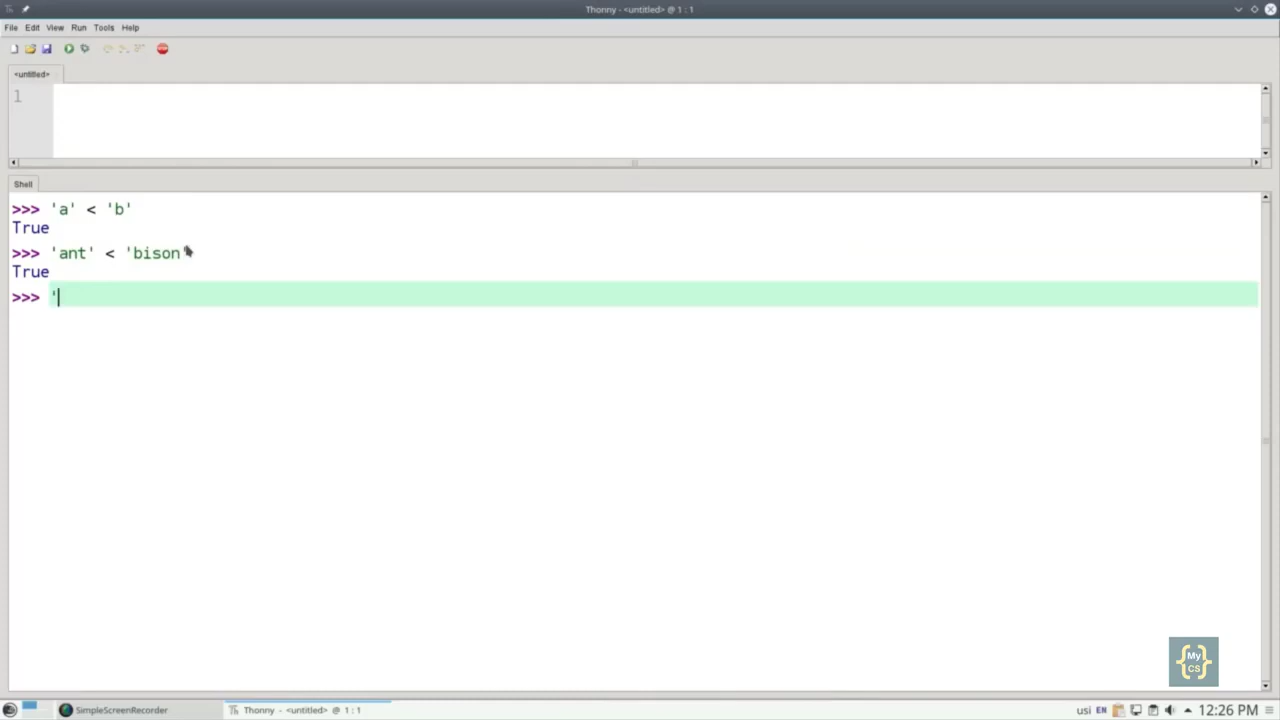 Thonny - <untitled> @ 1 : 1
File Edit View Run Tools Help
<untitled>
1
Shell
>>> 'a' < 'b'
True
>>> 'ant' < 'bison'
True
>>> '
{My
CS}
SimpleScreenRecorder
Thonny - <untitled> @ 1 : 1
usi EN 12:26 PM